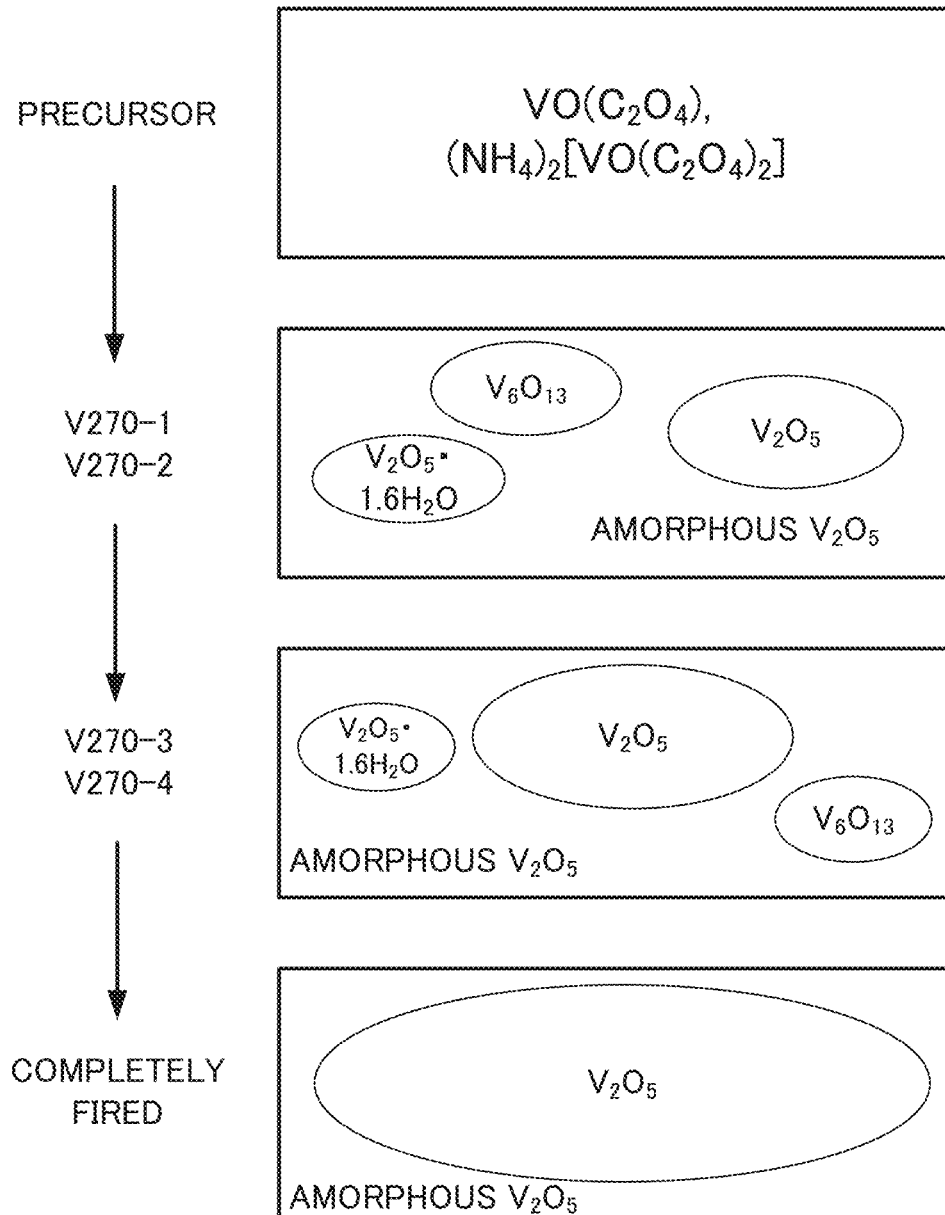 PRECURSOR
VO(C₂O₄),
(NH₄)₂[VO(C₂O₄)₂]
V270-1
V270-2
V₆O₁₃
V₂O₅
V₂O₅·
1.6H₂O
AMORPHOUS V₂O₅
V270-3
V270-4
V₂O₅·
1.6H₂O
V₂O₅
V₆O₁₃
AMORPHOUS V₂O₅
COMPLETELY
FIRED
V₂O₅
AMORPHOUS V₂O₅